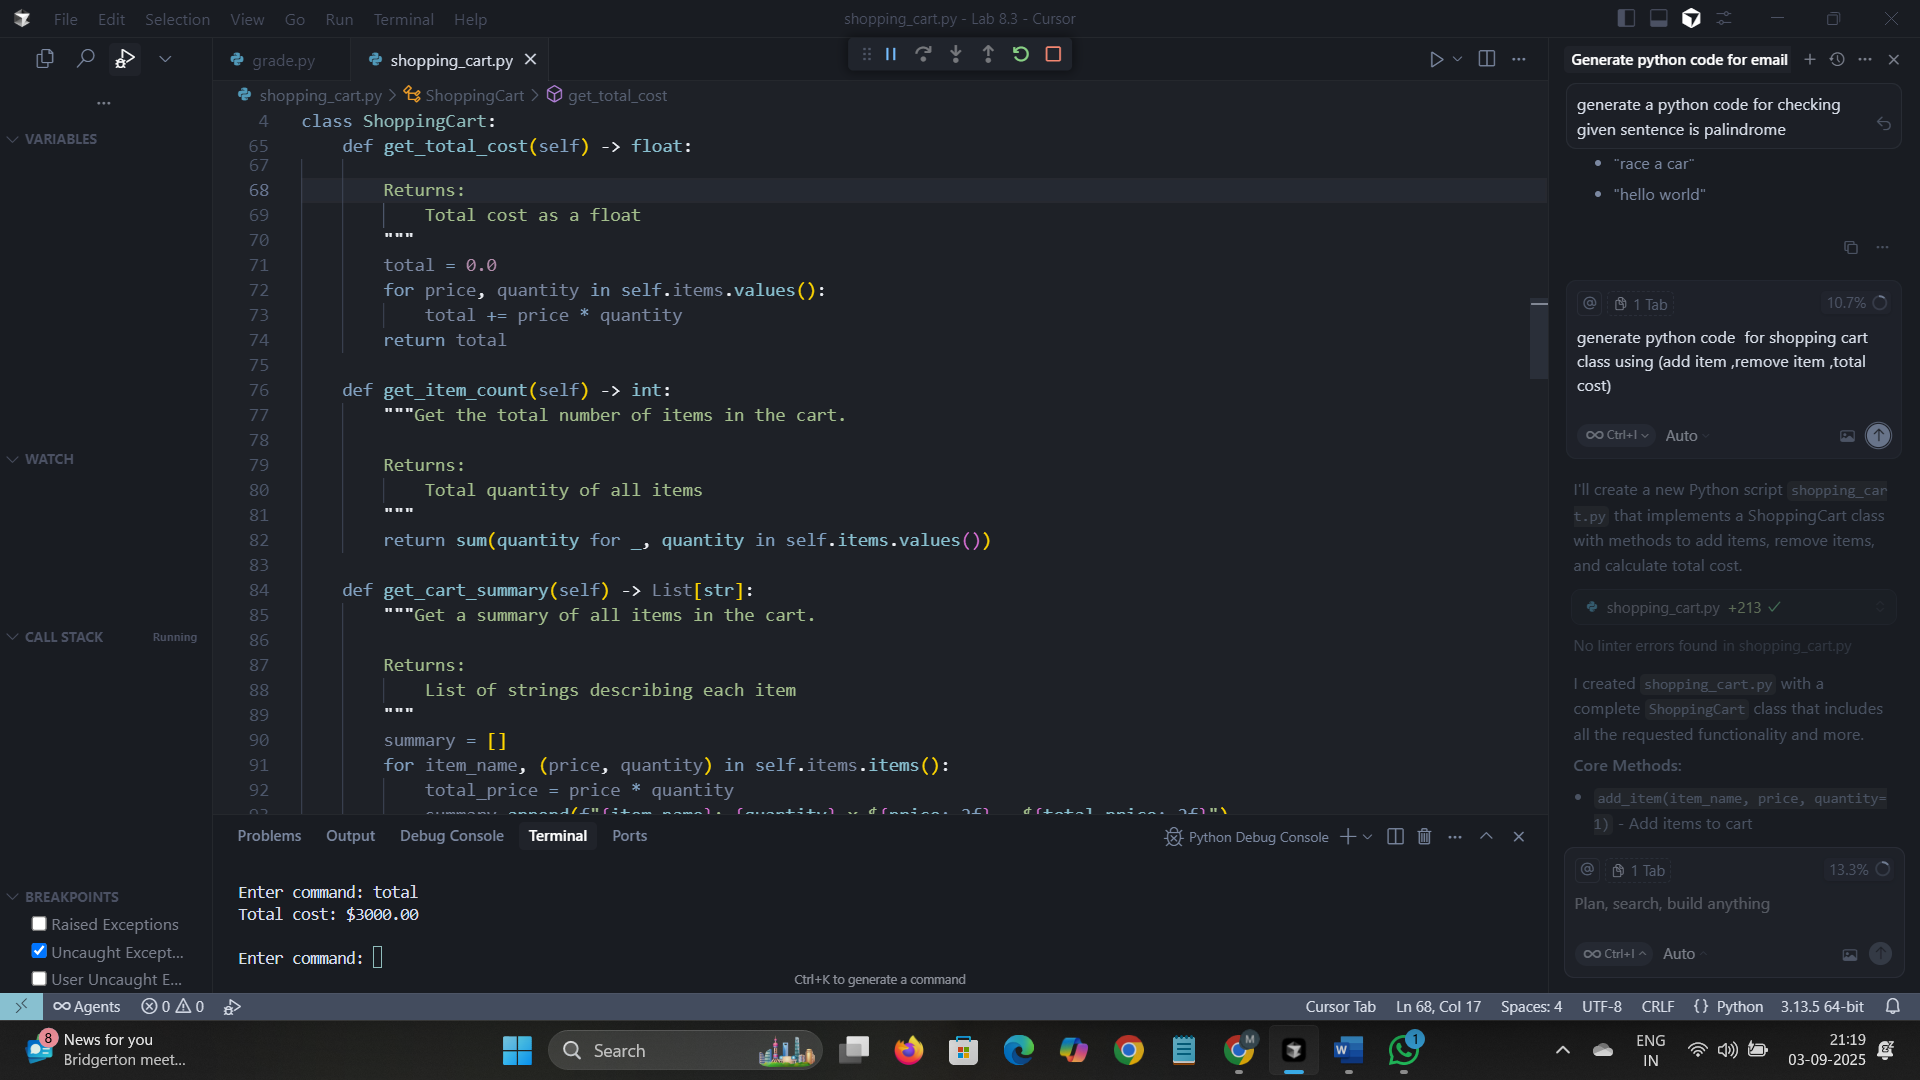 File Edit Selection View Go Run Terminal Help
shopping_cart.py - Lab 8.3 - Cursor
grade.py
shopping_cart.py
shopping_cart.py > ShoppingCart > get_total_cost
VARIABLES
WATCH
CALL STACK Running
BREAKPOINTS
Raised Exceptions
Uncaught Except...
User Uncaught E...
4 class ShoppingCart:
65 def get_total_cost(self) -> float:
67
68 Returns:
69 Total cost as a float
70 """
71 total = 0.0
72 for price, quantity in self.items.values():
73 total += price * quantity
74 return total
75
76 def get_item_count(self) -> int:
77 """Get the total number of items in the cart.
78
79 Returns:
80 Total quantity of all items
81 """
82 return sum(quantity for _, quantity in self.items.values())
83
84 def get_cart_summary(self) -> List[str]:
85 """Get a summary of all items in the cart.
86
87 Returns:
88 List of strings describing each item
89 """
90 summary = []
91 for item_name, (price, quantity) in self.items.items():
92 total_price = price * quantity
Problems Output Debug Console Terminal Ports
Python Debug Console
Enter command: total
Total cost: $3000.00
Enter command:
Ctrl+K to generate a command
Generate python code for email
generate a python code for checking
given sentence is palindrome
• "race a car"
• "hello world"
@ 1 Tab 10.7%
generate python code for shopping cart
class using (add item ,remove item ,total
cost)
∞ Ctrl+I Auto
I'll create a new Python script shopping_car
t.py that implements a ShoppingCart class
with methods to add items, remove items,
and calculate total cost.
shopping_cart.py +213
No linter errors found in shopping_cart.py
I created shopping_cart.py with a
complete ShoppingCart class that includes
all the requested functionality and more.
Core Methods:
• add_item(item_name, price, quantity=
1) - Add items to cart
@ 1 Tab 13.3%
Plan, search, build anything
∞ Ctrl+I Auto
∞ Agents 0 0
Cursor Tab Ln 68, Col 17 Spaces: 4 UTF-8 CRLF {} Python 3.13.5 64-bit
8
News for you
Bridgerton meet...
Search
M
W
1
ENG
IN
21:19
03-09-2025